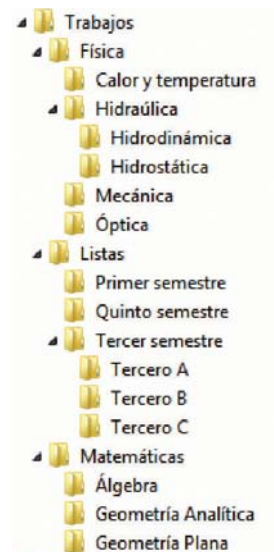 Trabajos
Física
Calor y temperatura
Hidraúlica
Hidrodinámica
Hidrostática
Mecánica
Óptica
Listas
Primer semestre
Quinto semestre
Tercer semestre
Tercero A
Tercero B
Tercero C
Matemáticas
Álgebra
Geometría Analítica
Geometría Plana